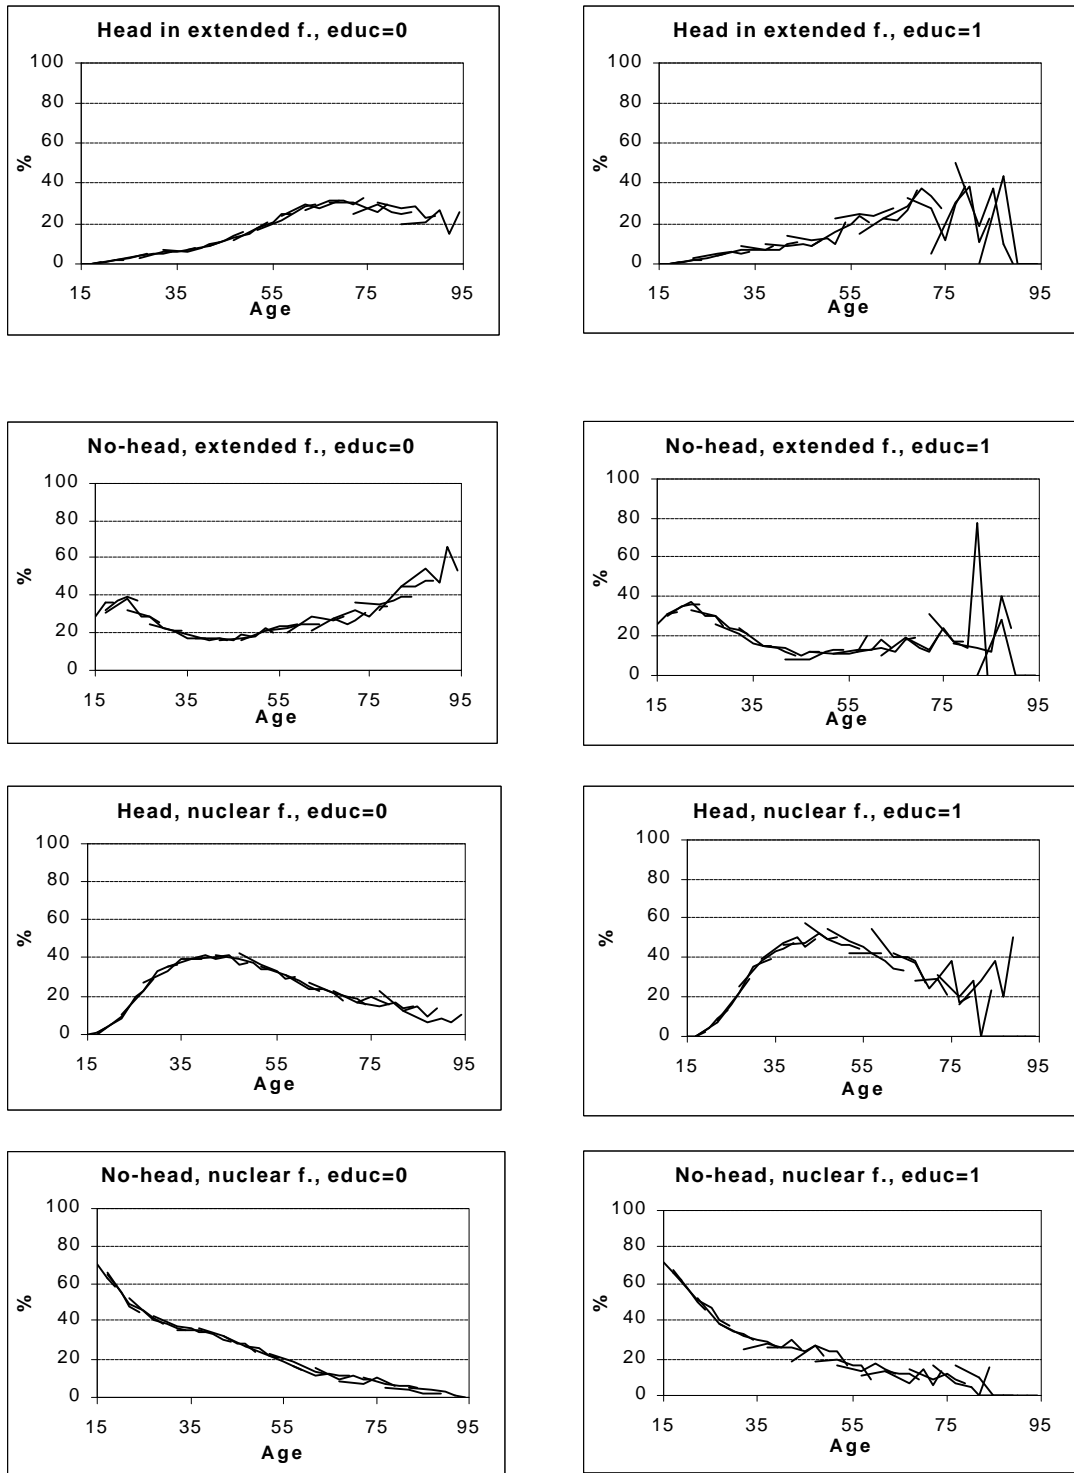 Head in extended f., educ=0
100
80
60
40
20
0
%
15 35 55 75 95
Age
Head in extended f., educ=1
100
80
60
40
20
0
%
15 35 55 75 95
Age
No-head, extended f., educ=0
100
80
60
40
20
0
%
15 35 55 75 95
Age
No-head, extended f., educ=1
100
80
60
40
20
0
%
15 35 55 75 95
Age
Head, nuclear f., educ=0
100
80
60
40
20
0
%
15 35 55 75 95
Age
Head, nuclear f., educ=1
100
80
60
40
20
0
%
15 35 55 75 95
Age
No-head, nuclear f., educ=0
100
80
60
40
20
0
%
15 35 55 75 95
Age
No-head, nuclear f., educ=1
100
80
60
40
20
0
%
15 35 55 75 95
Age